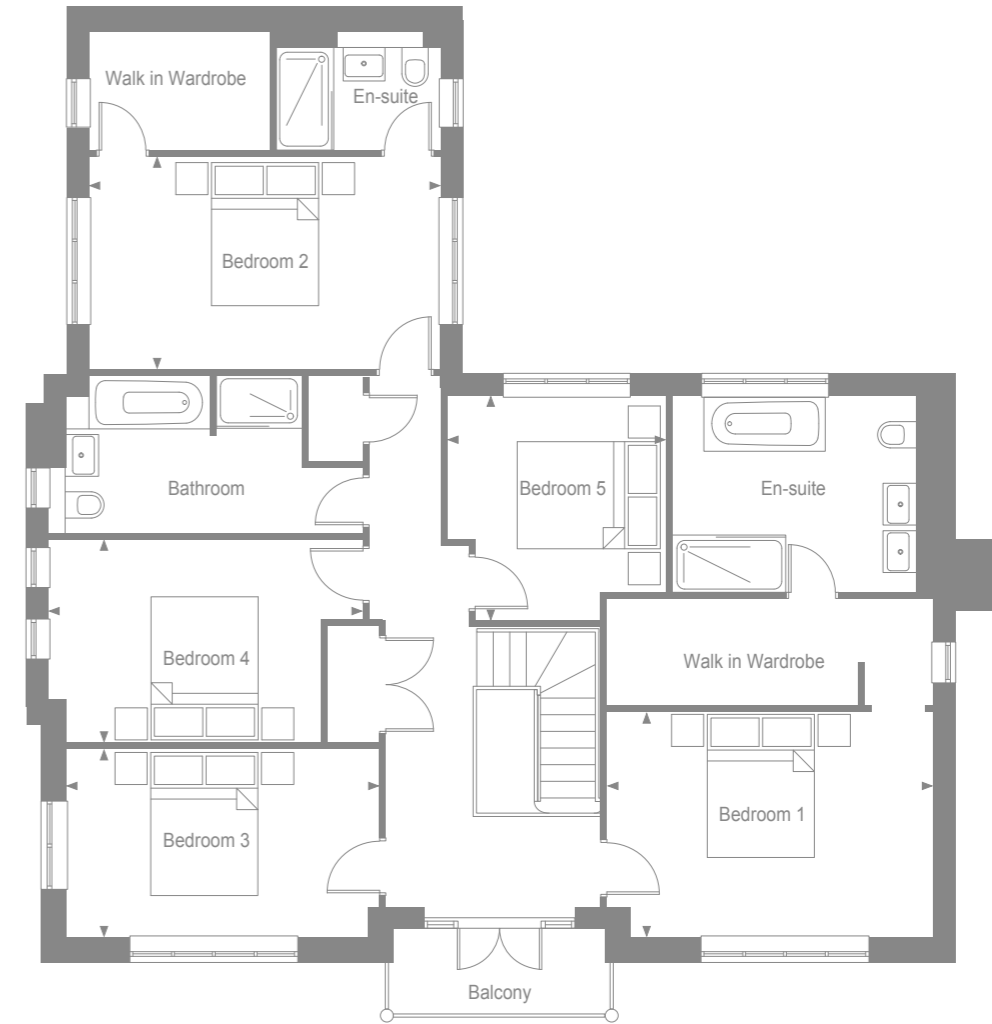 Walk in Wardrobe
En-suite
Bedroom 2
Bathroom
Bedroom 5
En-suite
Bedroom 4
Walk in Wardrobe
Bedroom 3
Bedroom 1
Balcony